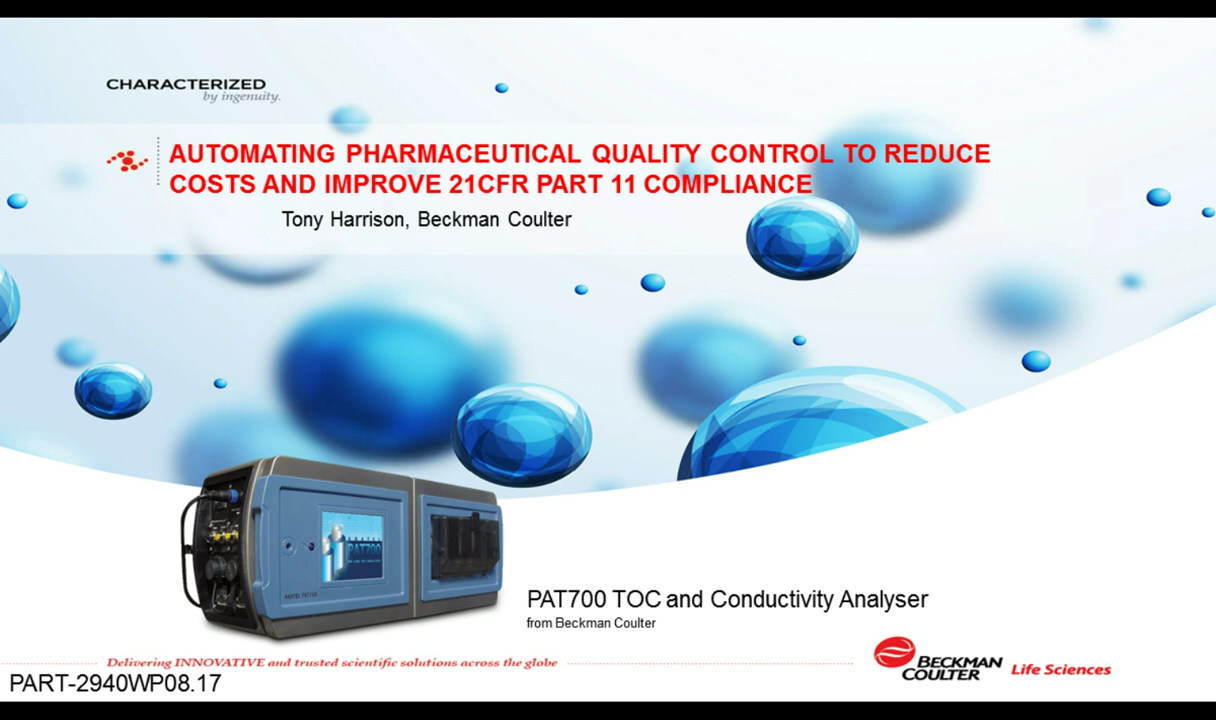 CHARACTERIZED
by ingenuity.
AUTOMATING PHARMACEUTICAL QUALITY CONTROL TO REDUCE
COSTS AND IMPROVE 21CFR PART 11 COMPLIANCE
Tony Harrison, Beckman Coulter
PAT700
PAT700 TOC and Conductivity Analyser
from Beckman Coulter
Delivering INNOVATIVE and trusted scientific solutions across the globe
BECKMAN
COULTER
Life Sciences
PART-2940WP08.17